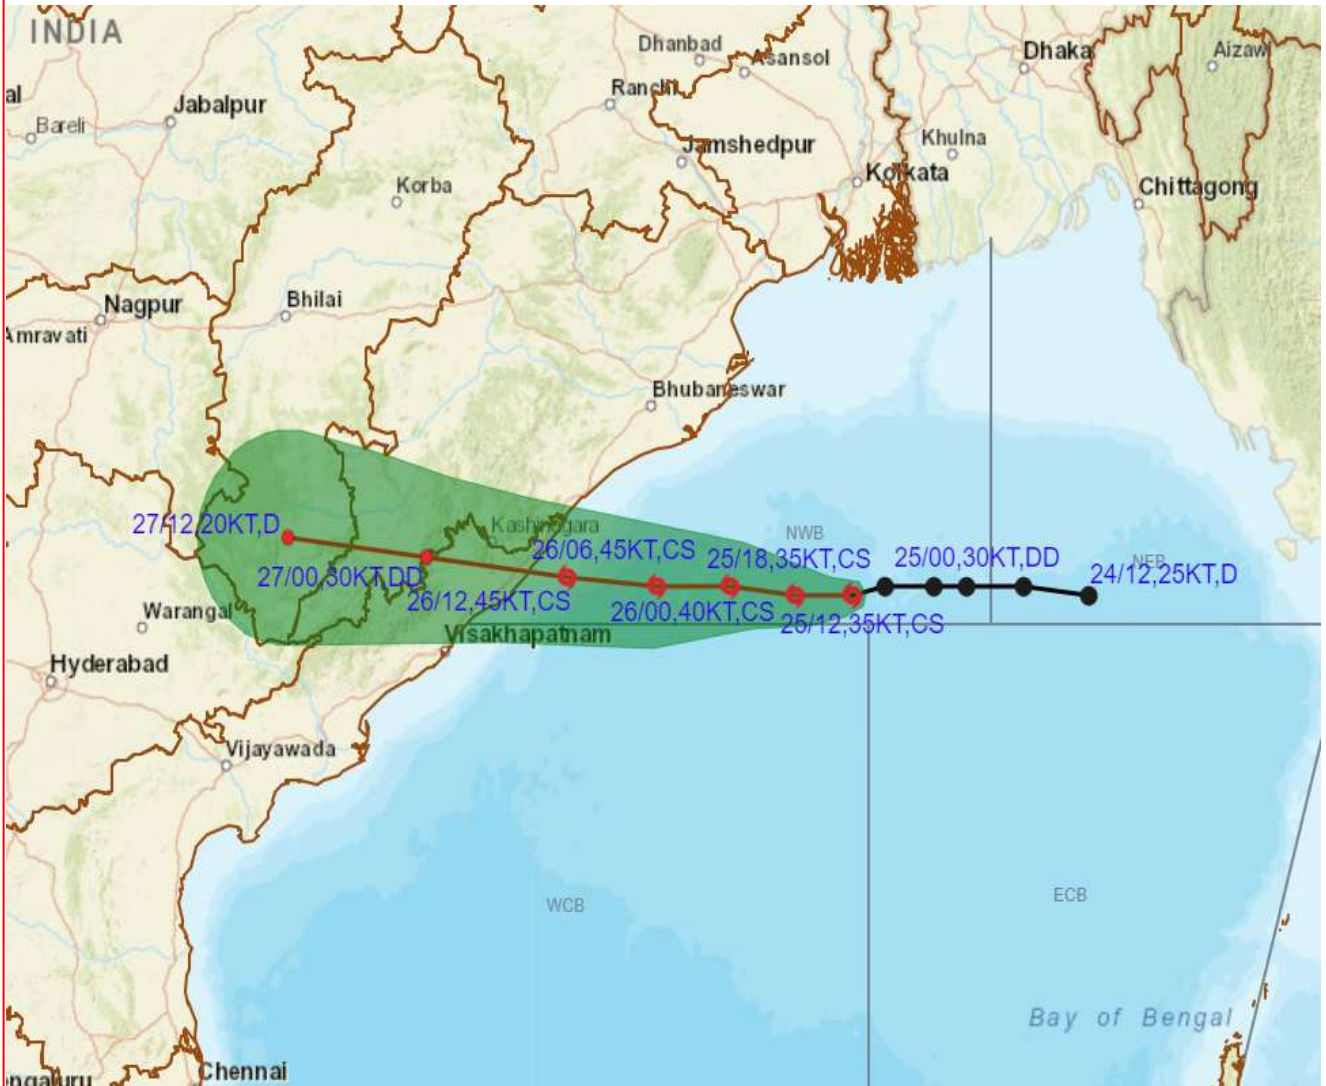 INDIA
Dhanbad
Asansol
Dhaka
Aizawl
al
Jabalpur
Ranchi
Bareli
Khulna
Jamshedpur
Kolkata
Korba
Chittagong
Nagpur
Bhilai
Amravati
Bhubaneswar
27/12,20KT,D
Kashinagara
NWB
26/06,45KT,CS
25/18,35KT,CS
25/00,30KT,DD
NEB
24/12,25KT,D
27/00,30KT,DD
26/12,45KT,CS
26/00,40KT,CS
25/12,35KT,CS
Warangal
Visakhapatnam
Hyderabad
Vijayawada
WCB
ECB
Bay of Bengal
Chennai
engaluru